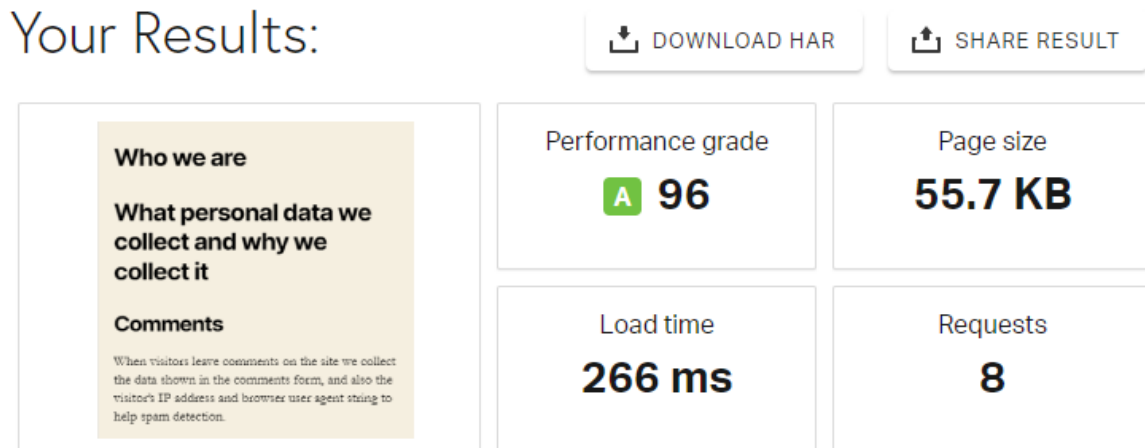 Your Results:
DOWNLOAD HAR
SHARE RESULT
Who we are
What personal data we
collect and why we
collect it
Comments
When visitors leave comments on the site we collect
the data shown in the comments form, and also the
visitor's IP address and browser user agent string to
help spam detection.
Performance grade
A 96
Page size
55.7 KB
Load time
266 ms
Requests
8